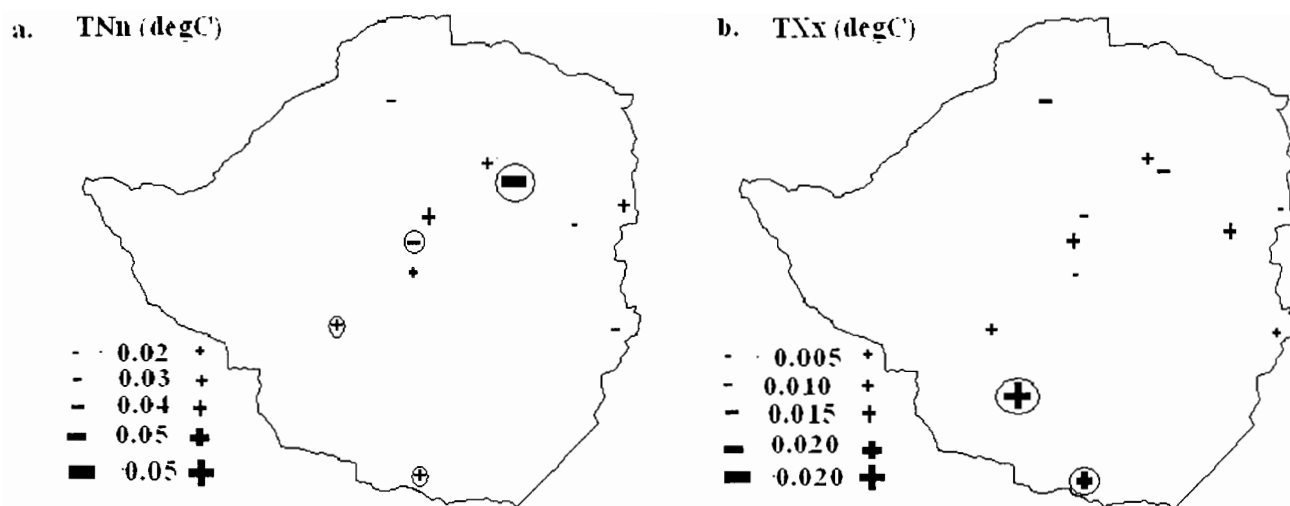 a. TNn (degC)
b. TXx (degC)
- 0.02 +
- 0.03 +
- 0.04 +
- 0.05 +
- 0.05 +
- 0.005 +
- 0.010 +
- 0.015 +
- 0.020 +
- 0.020 +